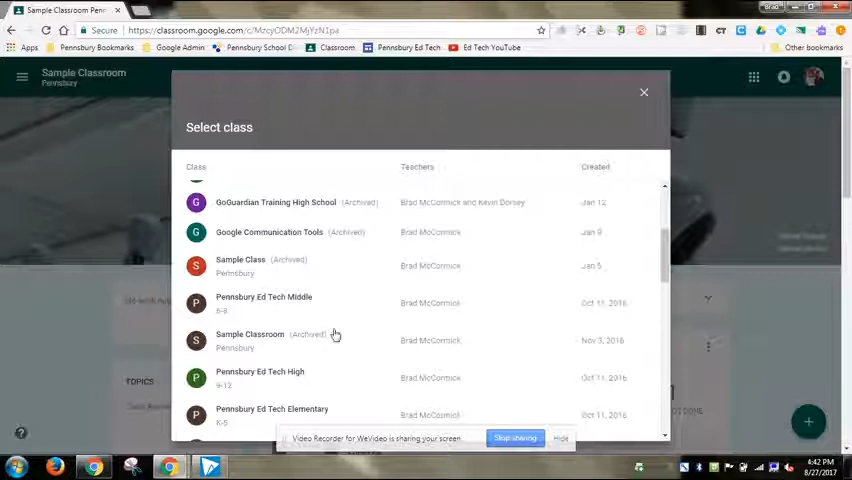 Sample Classroom Penn
Brad
Secure
https://classroom.google.com/c/MzcyODM2MjYzN1pa
Apps
Pennsbury Bookmarks
Google Admin
Pennsbury School D
Classroom
Pennsbury Ed Tech
Ed Tech YouTube
Other bookmarks
Sample Classroom
Pennsbury
Select class
Class Teachers Created
G GoGuardian Training High School (Archived) Brad McCormick and Kevin Dorsey Jan 12
G Google Communication Tools (Archived) Brad McCormick Jan 9
S Sample Class (Archived) Brad McCormick Jan 5
Pennsbury
P Pennsbury Ed Tech Middle Brad McCormick Oct 11, 2016
6-8
S Sample Classroom (Archived) Brad McCormick Nov 3, 2016
Pennsbury
P Pennsbury Ed Tech High Brad McCormick Oct 11, 2016
9-12
P Pennsbury Ed Tech Elementary Brad McCormick Oct 11, 2016
K-5
TOPICS
DONE
Video Recorder for WeVideo is sharing your screen.
Stop sharing
Hide
4:42 PM
8/27/2017